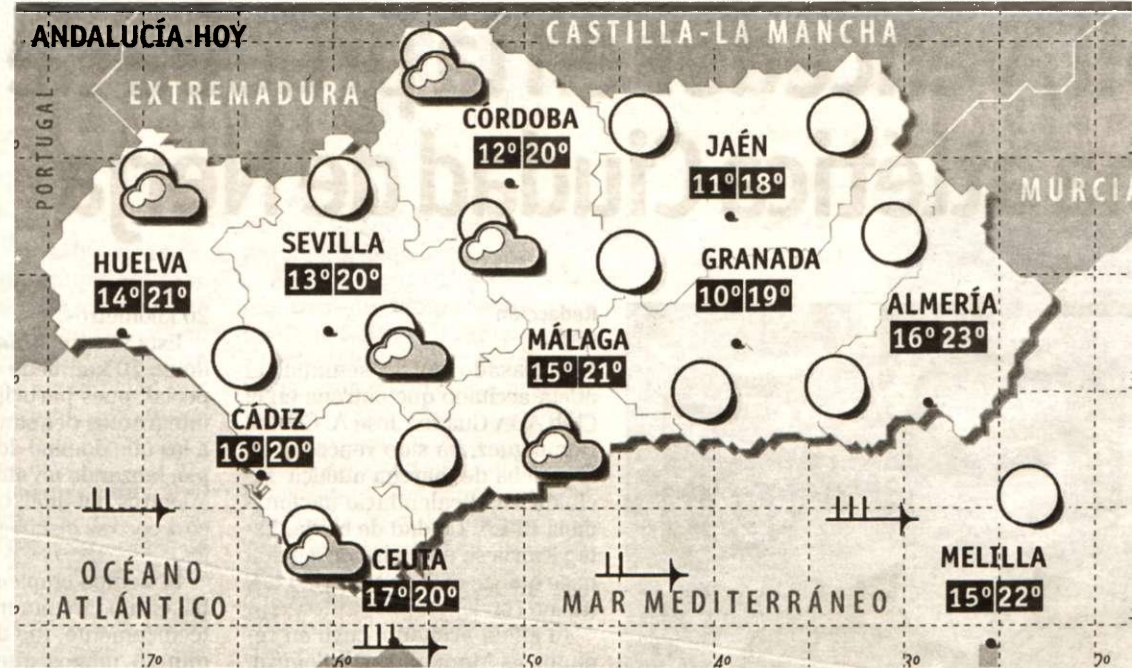 ANDALUCÍA HOY
CASTILLA-LA MANCHA
EXTREMADURA
PORTUGAL
CÓRDOBA
12º 20º
JAÉN
11º 18º
MURCIA
HUELVA
14º 21º
SEVILLA
13º 20º
GRANADA
10º 19º
ALMERÍA
16º 23º
MÁLAGA
15º 21º
CÁDIZ
16º 20º
CEUTA
17º 20º
MELILLA
15º 22º
OCÉANO
ATLÁNTICO
MAR MEDITERRÁNEO
7º 6º 5º 4º 3º 2º